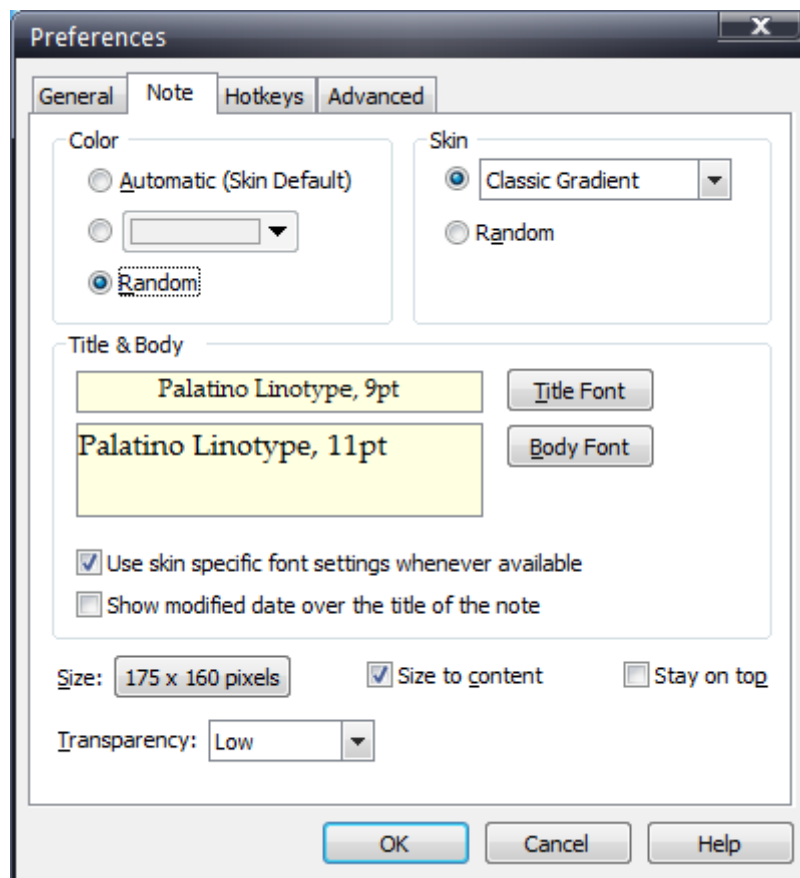 Preferences
General Note Hotkeys Advanced
Color
Automatic (Skin Default)
Random
Skin
Classic Gradient
Random
Title & Body
Palatino Linotype, 9pt
Title Font
Palatino Linotype, 11pt
Body Font
Use skin specific font settings whenever available
Show modified date over the title of the note
Size: 175 x 160 pixels Size to content Stay on top
Transparency: Low
OK Cancel Help